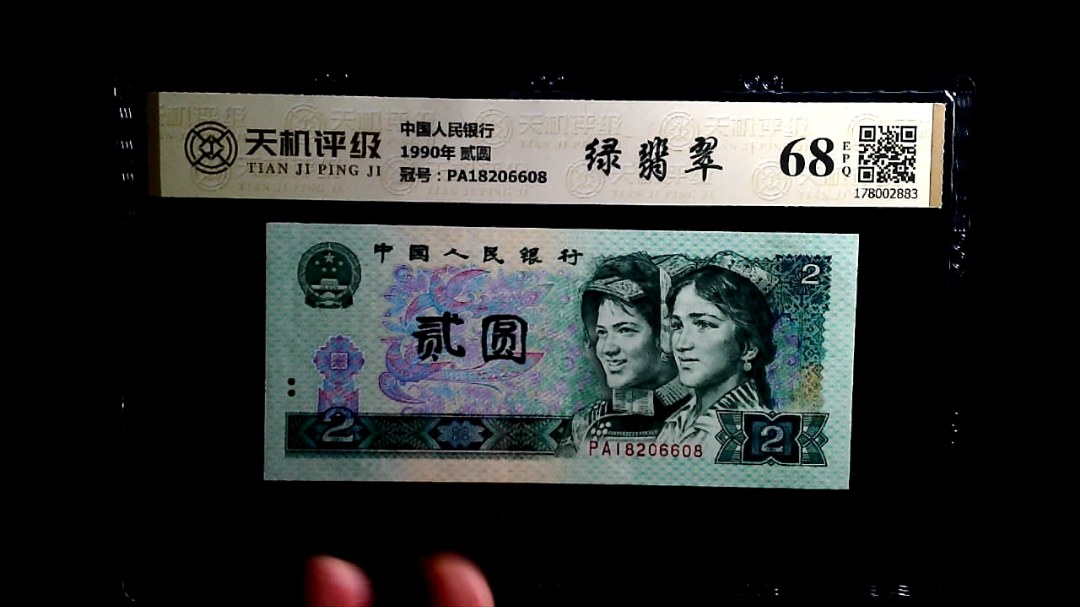 天机评级
TIAN JI PING JI
中国人民银行
1990年 贰圆
冠号：PA18206608
绿翡翠
68
EPQ
178002883
中国人民银行
2
贰圆
2
2
PA18206608